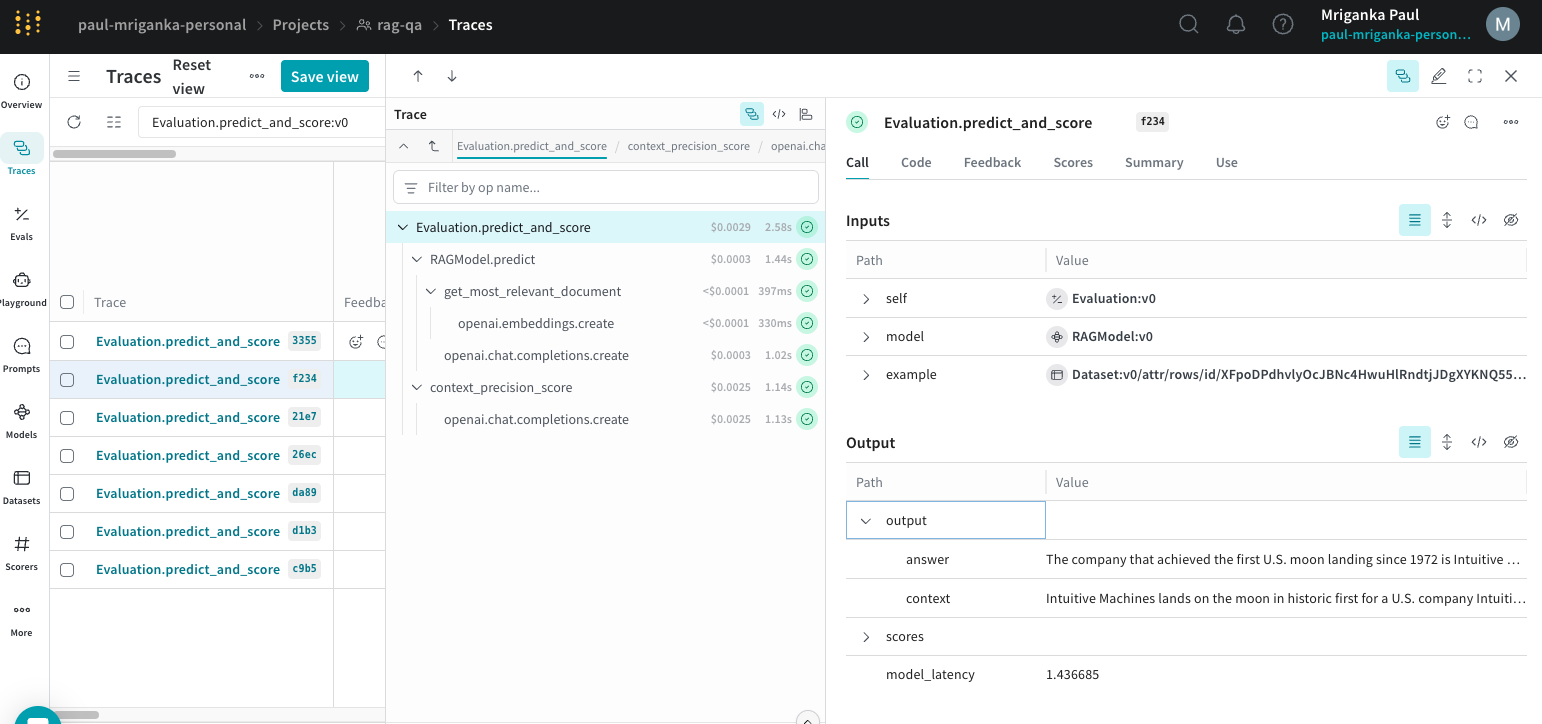 paul-mriganka-personal > Projects > rag-qa > Traces
Mriganka Paul
paul-mriganka-person...
M
Overview
Traces
Evals
Playground
Prompts
Models
Datasets
Scorers
More
Traces
Reset view
Save view
Evaluation.predict_and_score:v0
Trace
Feedba
Evaluation.predict_and_score 3355
Evaluation.predict_and_score f234
Evaluation.predict_and_score 21e7
Evaluation.predict_and_score 26ec
Evaluation.predict_and_score da89
Evaluation.predict_and_score d1b3
Evaluation.predict_and_score c9b5
Trace
Evaluation.predict_and_score / context_precision_score / openai.cha
Filter by op name...
Evaluation.predict_and_score $0.0029 2.58s
RAGModel.predict $0.0003 1.44s
get_most_relevant_document <$0.0001 397ms
openai.embeddings.create <$0.0001 330ms
openai.chat.completions.create $0.0003 1.02s
context_precision_score $0.0025 1.14s
openai.chat.completions.create $0.0025 1.13s
Evaluation.predict_and_score f234
Call Code Feedback Scores Summary Use
Inputs
Path Value
self Evaluation:v0
model RAGModel:v0
example Dataset:v0/attr/rows/id/XFpoDPdhvlyOcJBNc4HwuHlRndtjJDgXYKNQ55...
Output
Path Value
output
answer The company that achieved the first U.S. moon landing since 1972 is Intuitive ...
context Intuitive Machines lands on the moon in historic first for a U.S. company Intuiti...
scores
model_latency 1.436685